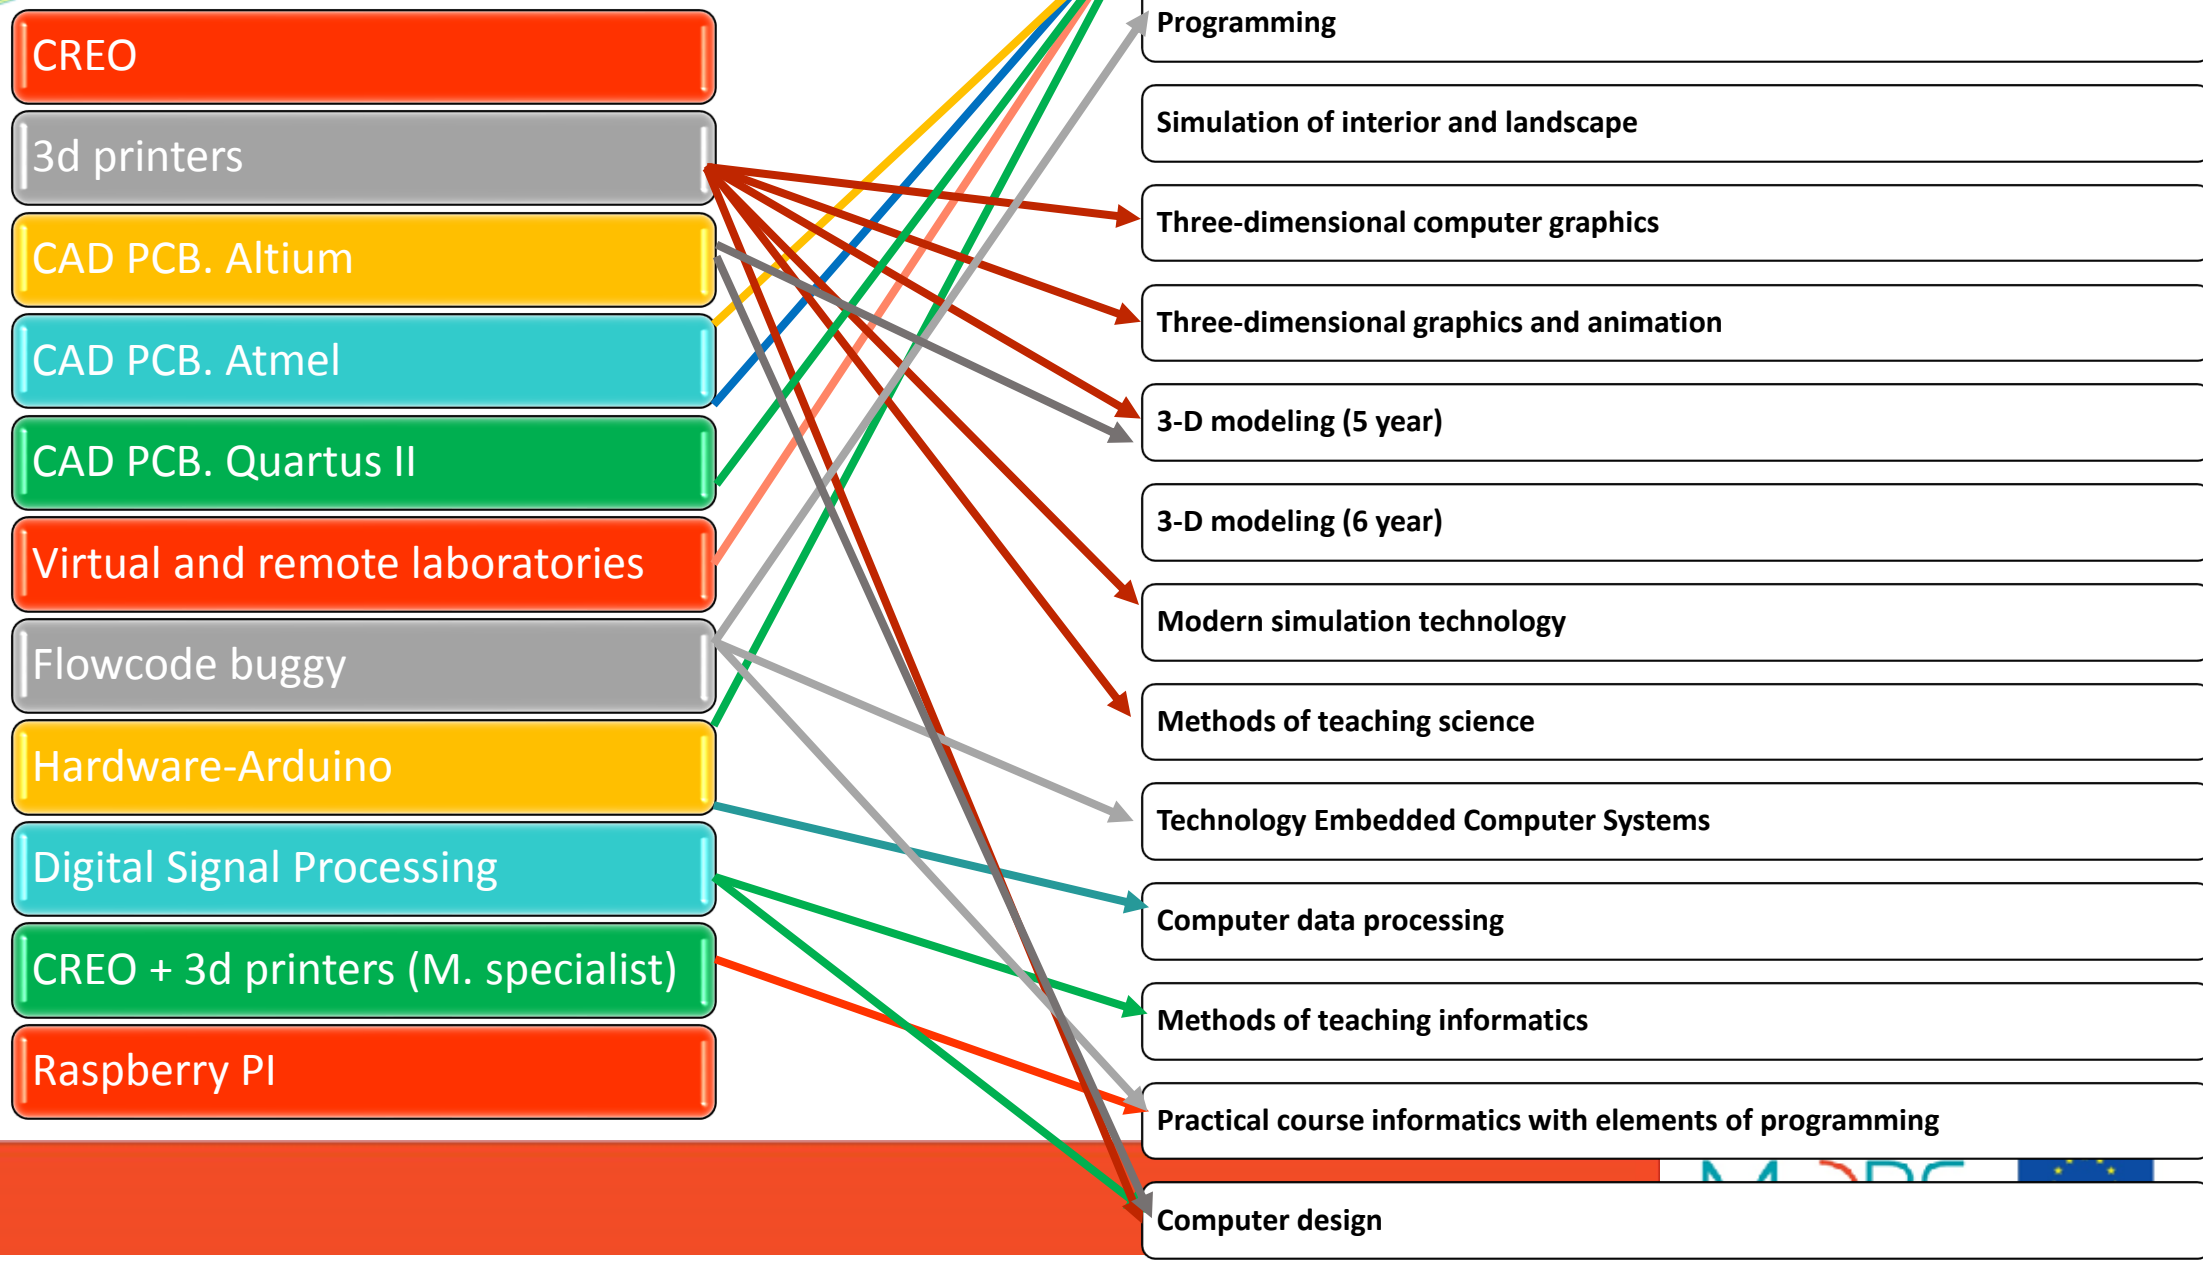 CREO
3d printers
CAD PCB. Altium
CAD PCB. Atmel
CAD PCB. Quartus II
Virtual and remote laboratories
Flowcode buggy
Hardware-Arduino
Digital Signal Processing
CREO + 3d printers (M. specialist)
Raspberry PI
Programming
Simulation of interior and landscape
Three-dimensional computer graphics
Three-dimensional graphics and animation
3-D modeling (5 year)
3-D modeling (6 year)
Modern simulation technology
Methods of teaching science
Technology Embedded Computer Systems
Computer data processing
Methods of teaching informatics
Practical course informatics with elements of programming
Computer design